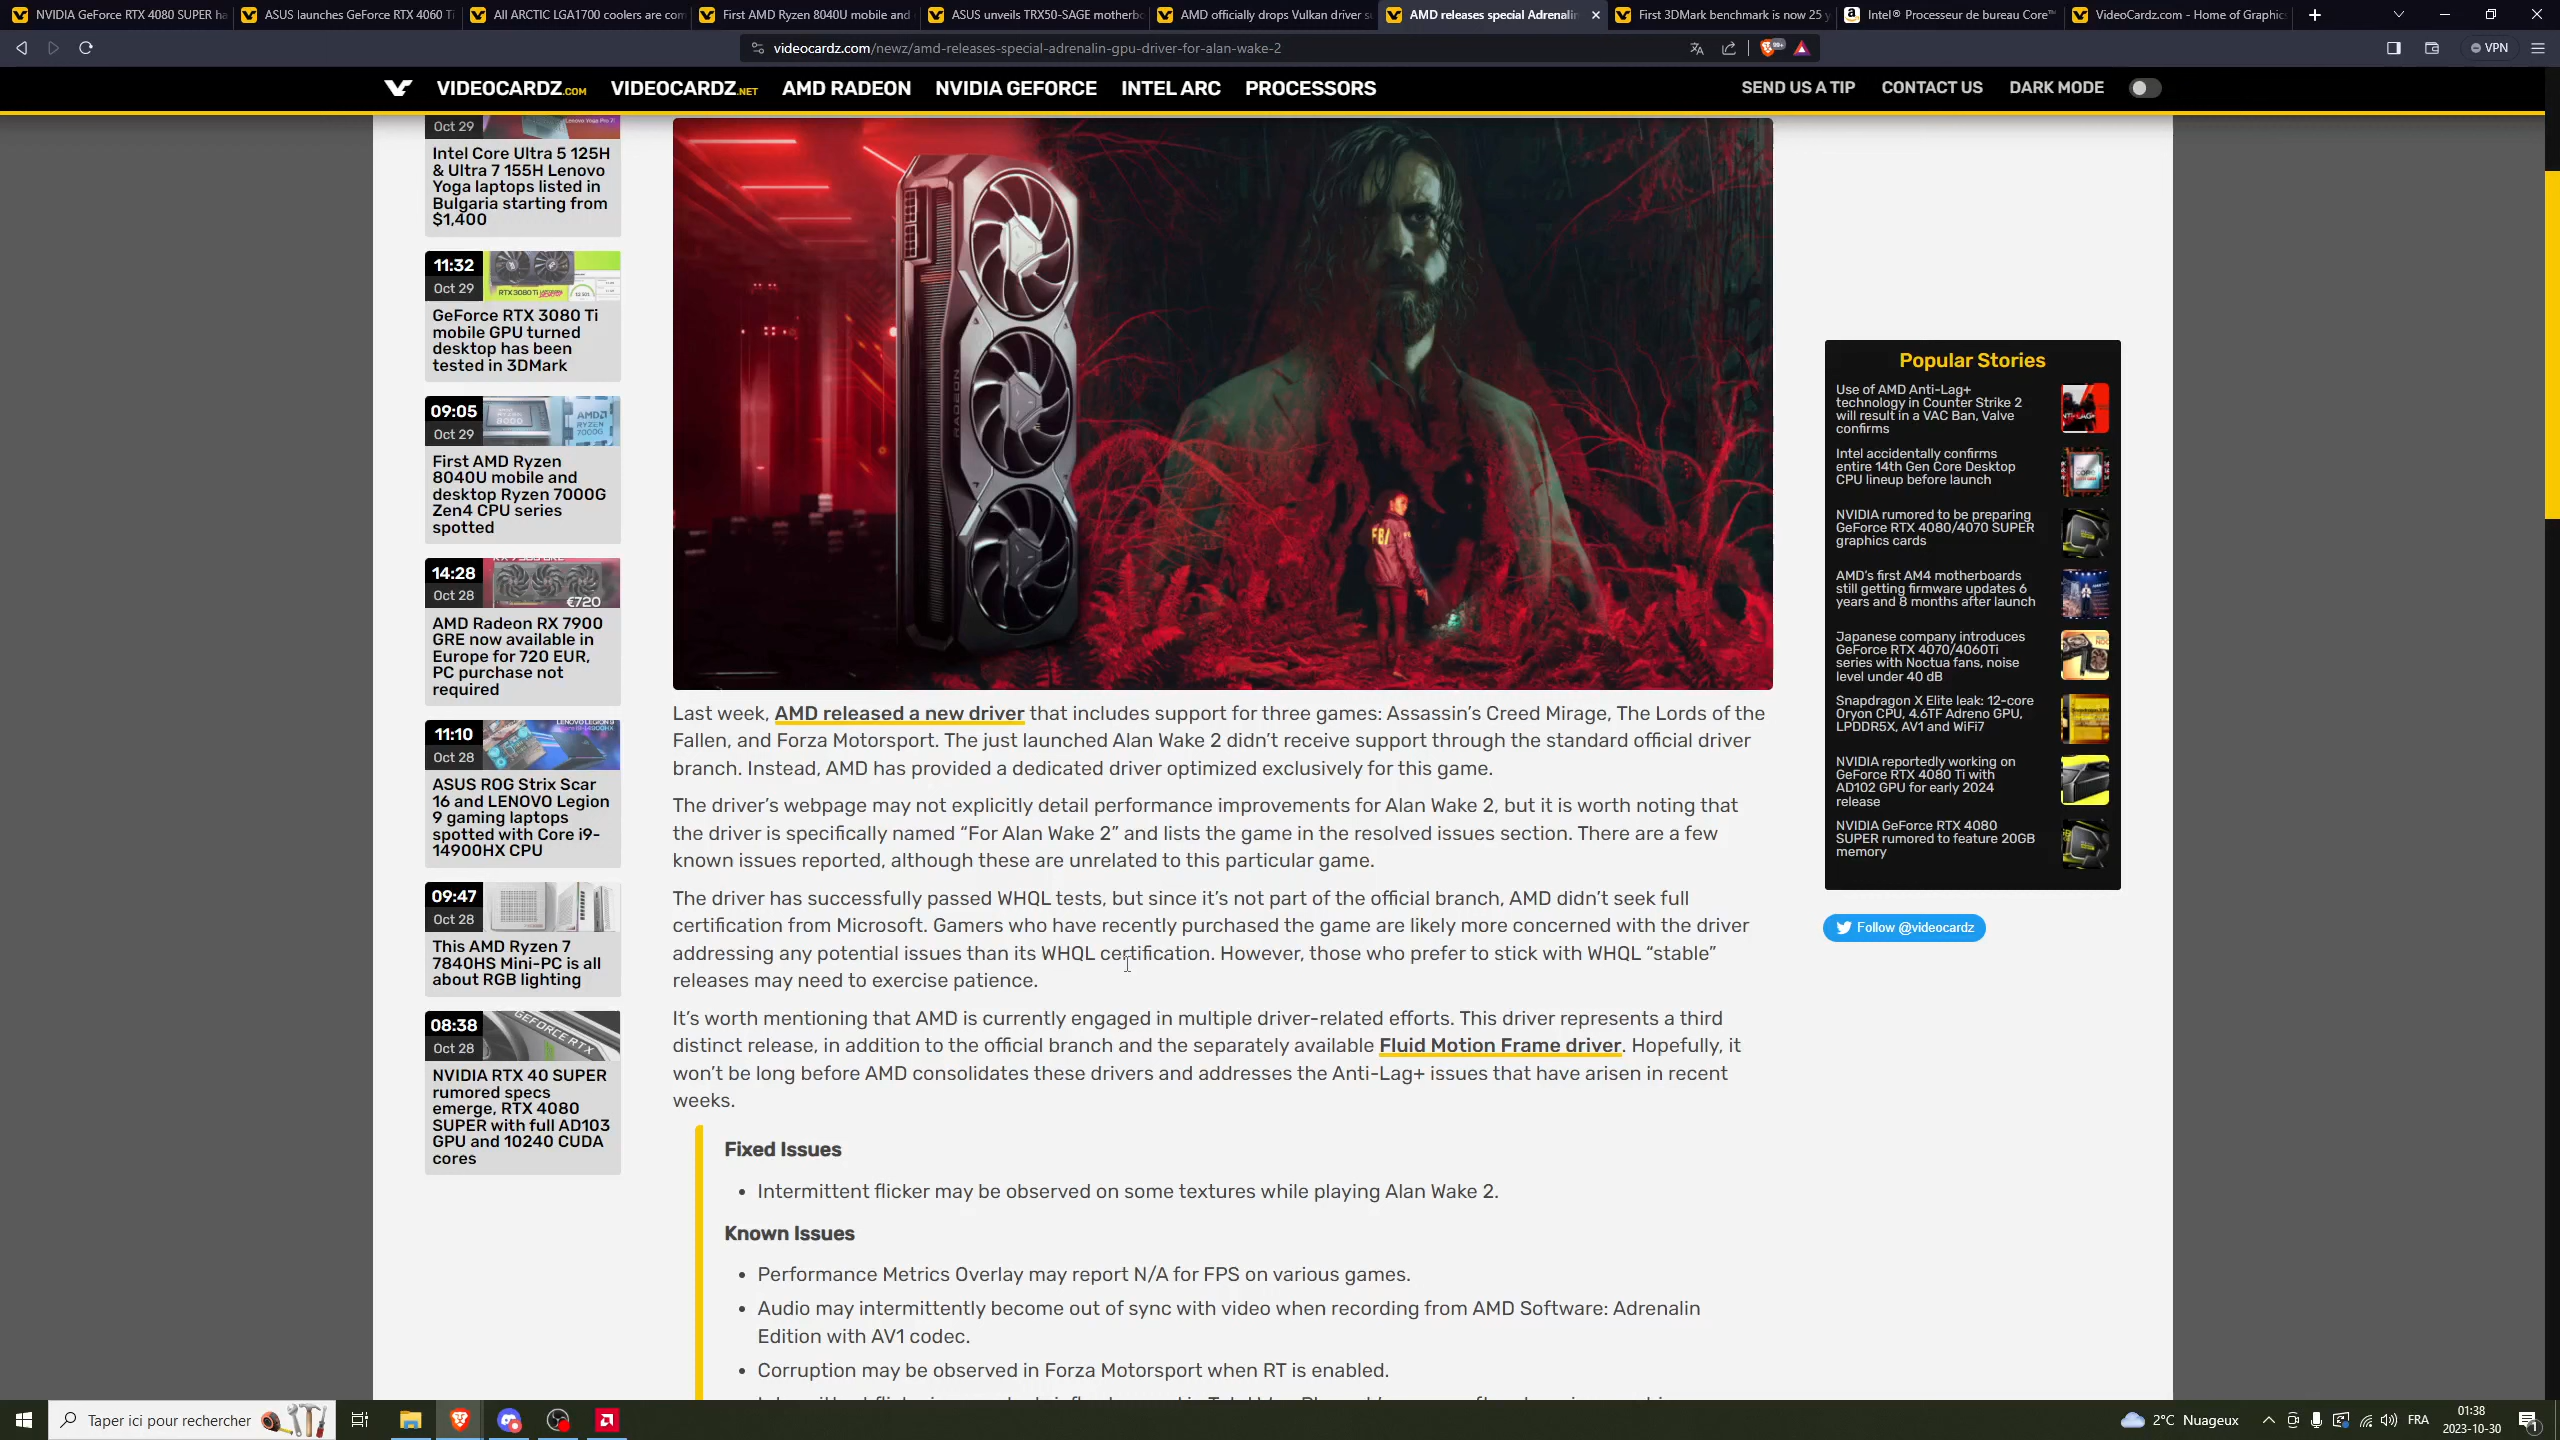 NVIDIA GeForce RTX 4080 SUPER ha
ASUS launches GeForce RTX 4060 Ti
All ARCTIC LGA1700 coolers are com
First AMD Ryzen 8040U mobile and
ASUS unveils TRX50-SAGE motherbo
AMD officially drops Vulkan driver su
AMD releases special Adrenalin
First 3DMark benchmark is now 25 y
Intel® Processeur de bureau Core™
VideoCardz.com - Home of Graphic
videocardz.com/newz/amd-releases-special-adrenalin-gpu-driver-for-alan-wake-2
99+
VPN
VIDEOCARDZ.COM
VIDEOCARDZ.NET
AMD RADEON
NVIDIA GEFORCE
INTEL ARC
PROCESSORS
SEND US A TIP
CONTACT US
DARK MODE
Oct 29
Intel Core Ultra 5 125H
& Ultra 7 155H Lenovo
Yoga laptops listed in
Bulgaria starting from
$1,400
11:32
Oct 29
GeForce RTX 3080 Ti
mobile GPU turned
desktop has been
tested in 3DMark
09:05
Oct 29
First AMD Ryzen
8040U mobile and
desktop Ryzen 7000G
Zen4 CPU series
spotted
14:28
Oct 28
€720
AMD Radeon RX 7900
GRE now available in
Europe for 720 EUR,
PC purchase not
required
11:10
Oct 28
ASUS ROG Strix Scar
16 and LENOVO Legion
9 gaming laptops
spotted with Core i9-
14900HX CPU
09:47
Oct 28
This AMD Ryzen 7
7840HS Mini-PC is all
about RGB lighting
08:38
Oct 28
GEFORCE RTX
NVIDIA RTX 40 SUPER
rumored specs
emerge, RTX 4080
SUPER with full AD103
GPU and 10240 CUDA
cores
RADEON
FBI
Last week, AMD released a new driver that includes support for three games: Assassin's Creed Mirage, The Lords of the
Fallen, and Forza Motorsport. The just launched Alan Wake 2 didn't receive support through the standard official driver
branch. Instead, AMD has provided a dedicated driver optimized exclusively for this game.
The driver's webpage may not explicitly detail performance improvements for Alan Wake 2, but it is worth noting that
the driver is specifically named “For Alan Wake 2” and lists the game in the resolved issues section. There are a few
known issues reported, although these are unrelated to this particular game.
The driver has successfully passed WHQL tests, but since it's not part of the official branch, AMD didn't seek full
certification from Microsoft. Gamers who have recently purchased the game are likely more concerned with the driver
addressing any potential issues than its WHQL certification. However, those who prefer to stick with WHQL “stable”
releases may need to exercise patience.
It's worth mentioning that AMD is currently engaged in multiple driver-related efforts. This driver represents a third
distinct release, in addition to the official branch and the separately available Fluid Motion Frame driver. Hopefully, it
won't be long before AMD consolidates these drivers and addresses the Anti-Lag+ issues that have arisen in recent
weeks.
Fixed Issues
• Intermittent flicker may be observed on some textures while playing Alan Wake 2.
Known Issues
• Performance Metrics Overlay may report N/A for FPS on various games.
• Audio may intermittently become out of sync with video when recording from AMD Software: Adrenalin
Edition with AV1 codec.
• Corruption may be observed in Forza Motorsport when RT is enabled.
Popular Stories
Use of AMD Anti-Lag+
technology in Counter Strike 2
will result in a VAC Ban, Valve
confirms
Intel accidentally confirms
entire 14th Gen Core Desktop
CPU lineup before launch
NVIDIA rumored to be preparing
GeForce RTX 4080/4070 SUPER
graphics cards
AMD's first AM4 motherboards
still getting firmware updates 6
years and 8 months after launch
Japanese company introduces
GeForce RTX 4070/4060Ti
series with Noctua fans, noise
level under 40 dB
Snapdragon X Elite leak: 12-core
Oryon CPU, 4.6TF Adreno GPU,
LPDDR5X, AV1 and WiFi7
NVIDIA reportedly working on
GeForce RTX 4080 Ti with
AD102 GPU for early 2024
release
NVIDIA GeForce RTX 4080
SUPER rumored to feature 20GB
memory
Follow @videocardz
Taper ici pour rechercher
2°C Nuageux
FRA
01:38
2023-10-30
1